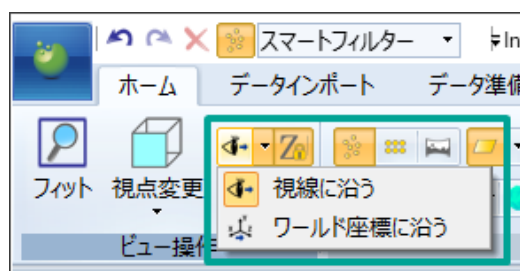 スマートフィルター
In
ホーム データインポート データ準備
Z
フィット 視点変更
視線に沿う
ワールド座標に沿う
ビュー操作